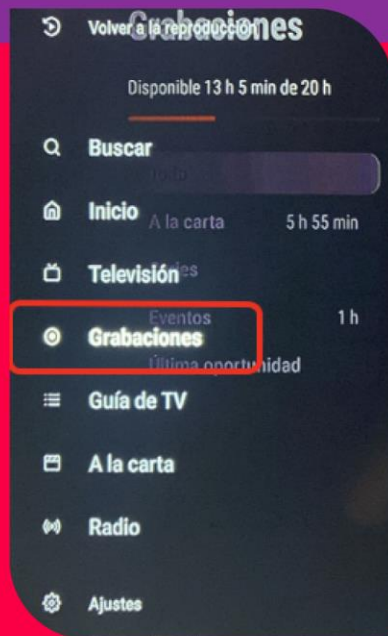 Grabaciones
Volver a la reproducción
Disponible 13 h 5 min de 20 h
Buscar
Inicio
A la carta 5 h 55 min
Televisión
Series
Eventos 1 h
Grabaciones
Última oportunidad
Guía de TV
A la carta
Radio
Ajustes